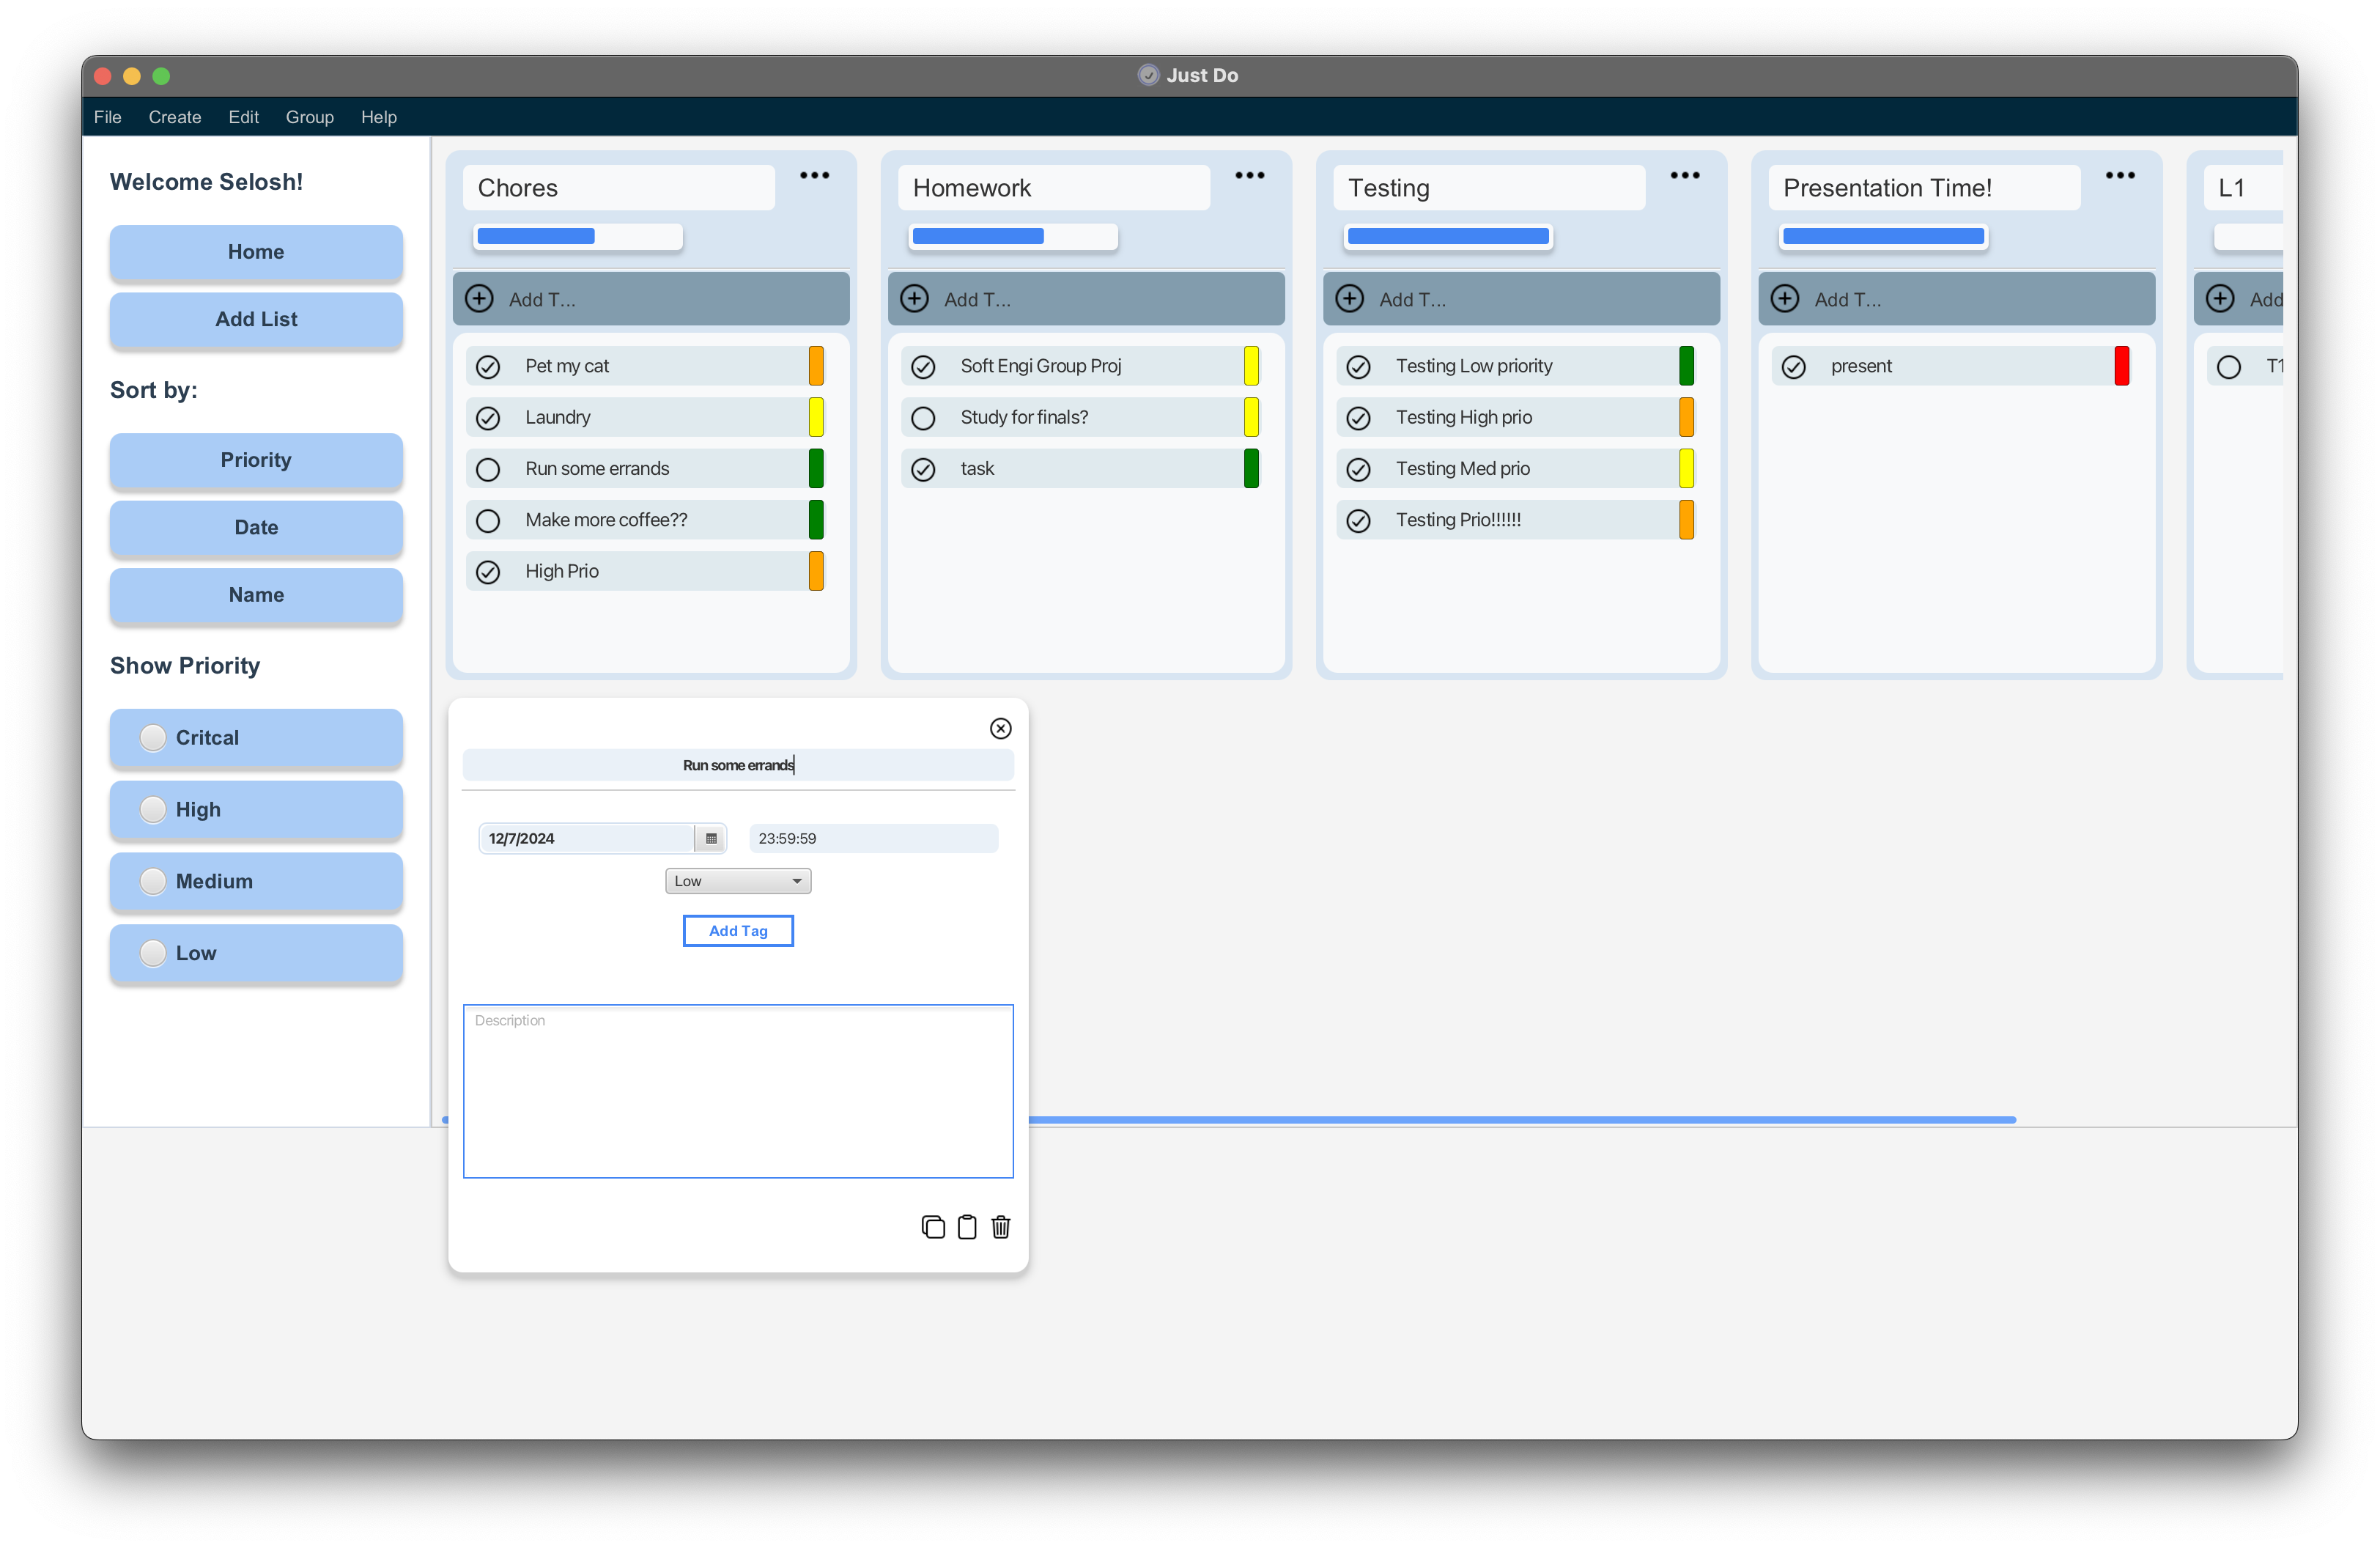 Just Do
File Create Edit Group Help
Welcome Selosh!
Home
Add List
Sort by:
Priority
Date
Name
Show Priority
Critcal
High
Medium
Low
Chores
Add T...
Pet my cat
Laundry
Run some errands
Make more coffee??
High Prio
Homework
Add T...
Soft Engi Group Proj
Study for finals?
task
Testing
Add T...
Testing Low priority
Testing High prio
Testing Med prio
Testing Prio!!!!!!
Presentation Time!
Add T...
present
L1
Add
T1
Run some errands
12/7/2024 23:59:59
Low
Add Tag
Description